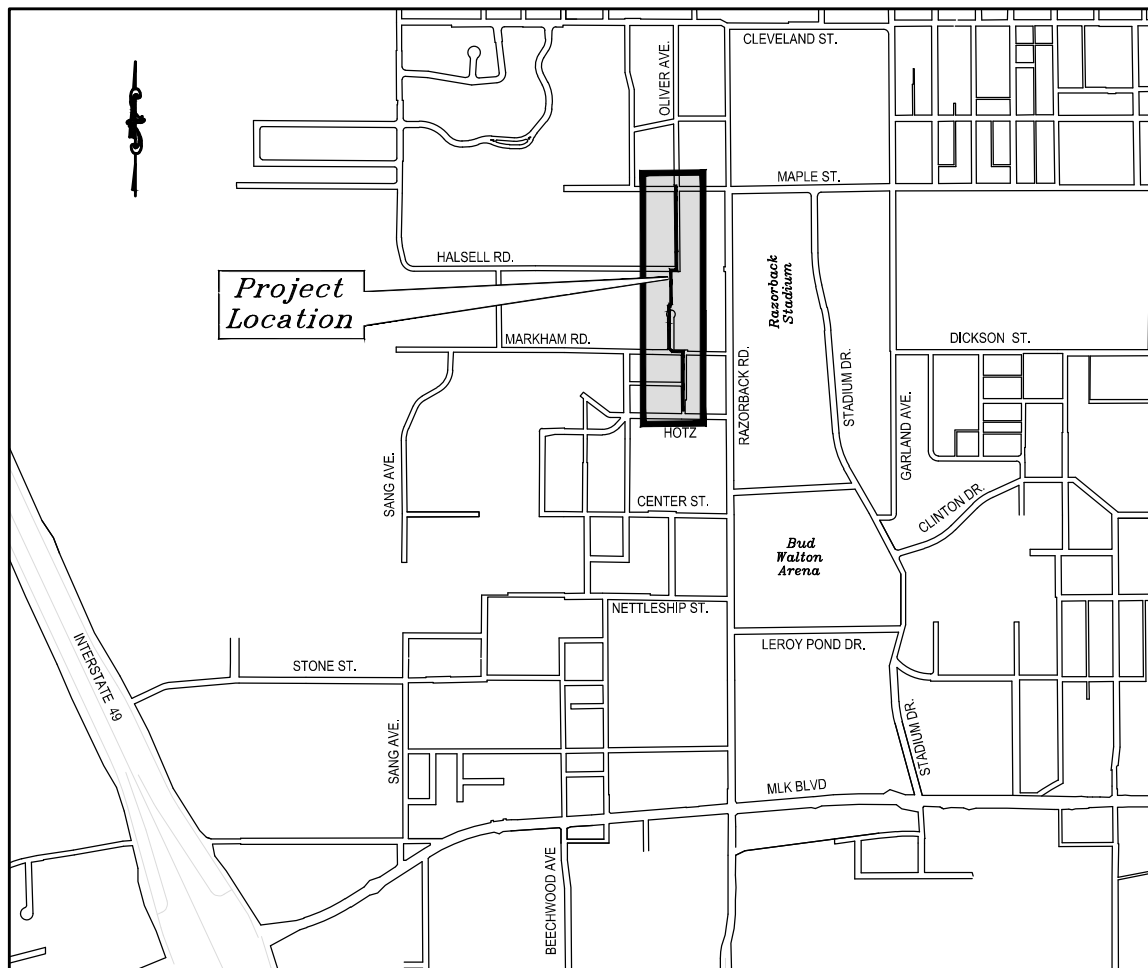 CLEVELAND ST.
OLIVER AVE.
MAPLE ST.
HALSELL RD.
Project
Location
Razorback
Stadium
MARKHAM RD.
DICKSON ST.
RAZORBACK RD.
STADIUM DR.
GARLAND AVE.
HOTZ
SANG AVE.
CENTER ST.
CLINTON DR.
Bud
Walton
Arena
NETTLESHIP ST.
LEROY POND DR.
INTERSTATE 49
STONE ST.
SANG AVE.
STADIUM DR.
MLK BLVD
BEECHWOOD AVE